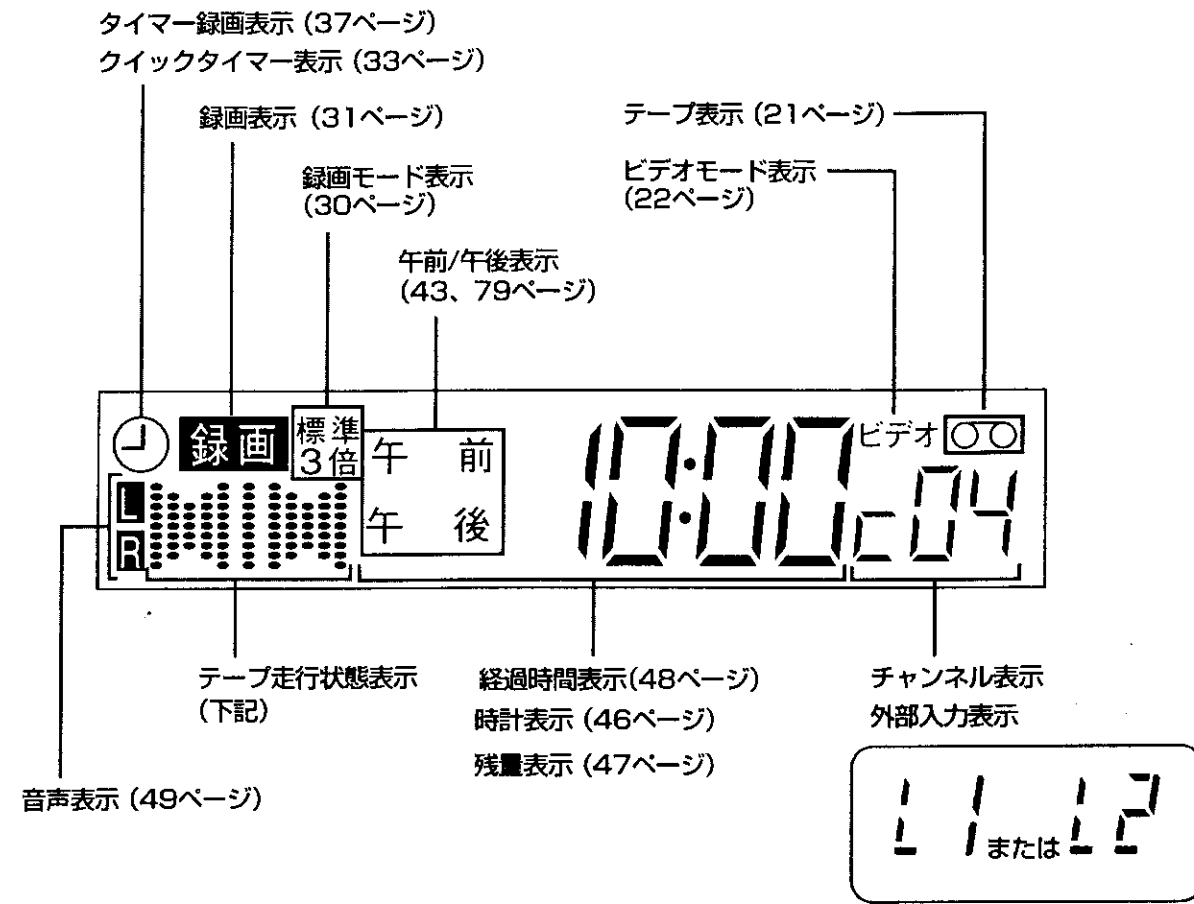 タイマー録画表示 (37ページ)
クイックタイマー表示 (33ページ)
録画表示 (31ページ)
テープ表示 (21ページ)
録画モード表示
(30ページ)
ビデオモード表示
(22ページ)
午前/午後表示
(43、79ページ)
録画
標準
3倍
午 前
午 後
10:00
ビデオ
c04
L
R
テープ走行状態表示
(下記)
経過時間表示(48ページ)
時計表示 (46ページ)
残量表示 (47ページ)
チャンネル表示
外部入力表示
音声表示 (49ページ)
L1 または L2